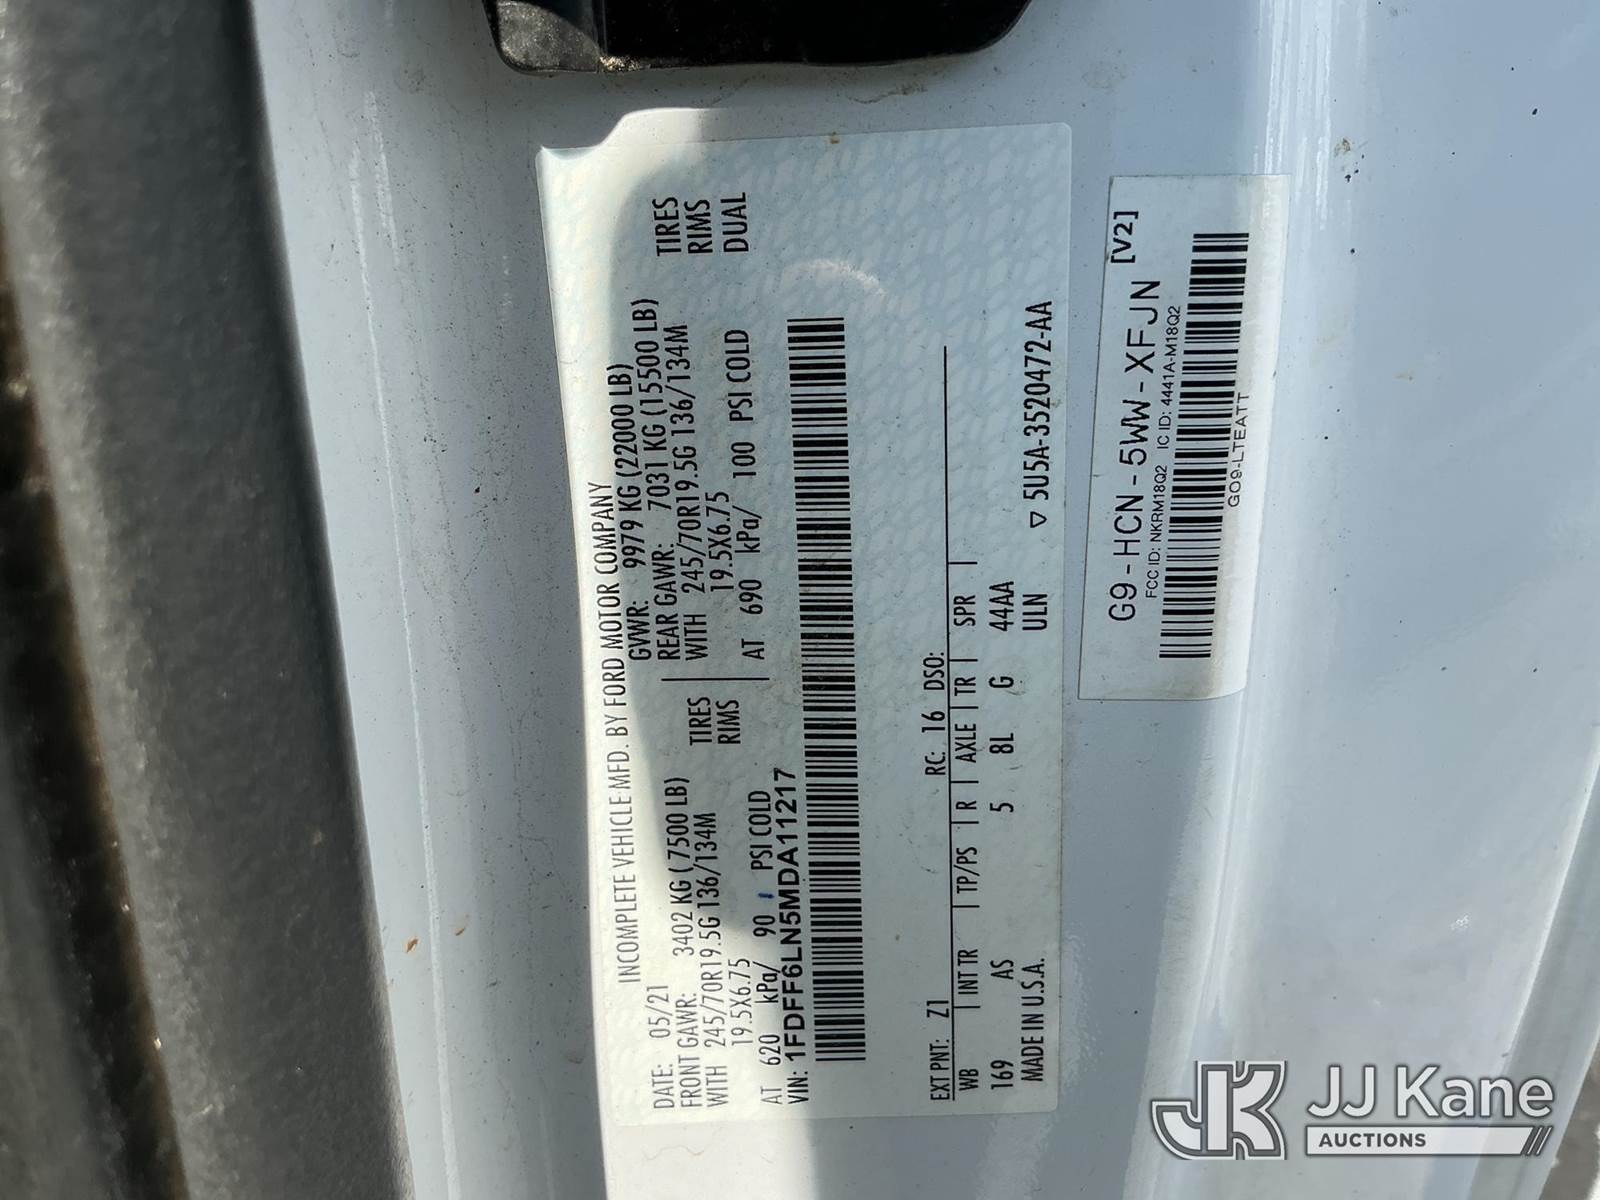 INCOMPLETE VEHICLE MFD. BY FORD MOTOR COMPANY
DATE: 05/21 GVWR: 9979 KG (22000 LB)
FRONT GAWR: 3402 KG (7500 LB) REAR GAWR: 7031 KG (15500 LB)
WITH 245/70R19.5G 136/134M TIRES WITH 245/70R19.5G 136/134M TIRES
19.5X6.75 RIMS 19.5X6.75 RIMS
AT 620 kPa/ 90 PSI COLD AT 690 kPa/ 100 PSI COLD DUAL
VIN: 1FDFF6LN5MDA11217
EXT PNT: Z1 RC: 16 DSO:
WB INT TR TP/PS R AXLE TR SPR
169 AS 5 8L G 44AA
MADE IN U.S.A. ULN ▽ 5U5A-3520472-AA
G9-HCN-5WW-XFJN [V2]
FCC ID: NKRM18Q2 IC ID: 4441A-M18Q2
GO9-LTEATT
JK JJ Kane
AUCTIONS